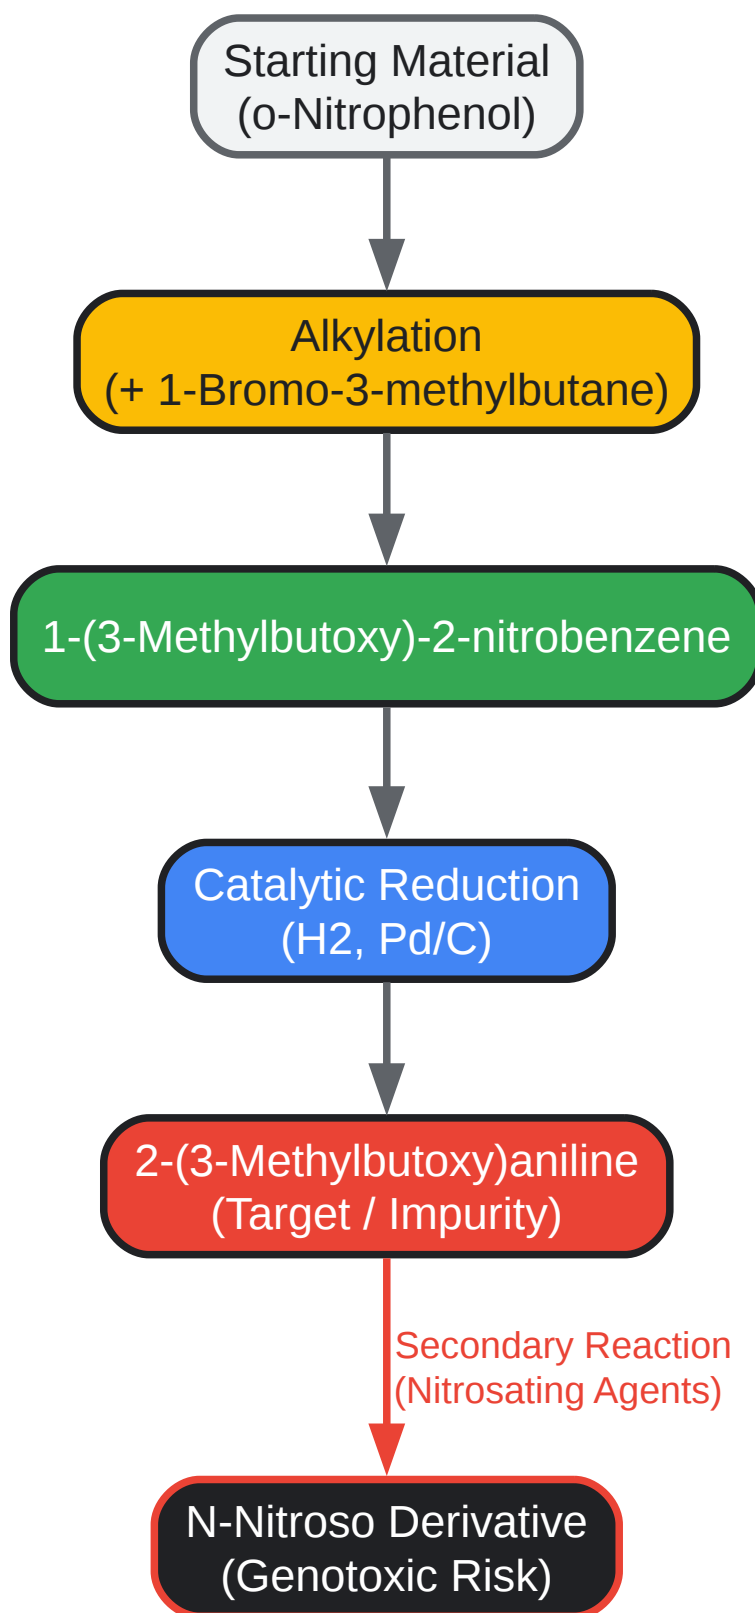 Starting Material
(o-Nitrophenol)
Alkylation
(+ 1-Bromo-3-methylbutane)
1-(3-Methylbutoxy)-2-nitrobenzene
Catalytic Reduction
(H2, Pd/C)
2-(3-Methylbutoxy)aniline
(Target / Impurity)
Secondary Reaction
(Nitrosating Agents)
N-Nitroso Derivative
(Genotoxic Risk)